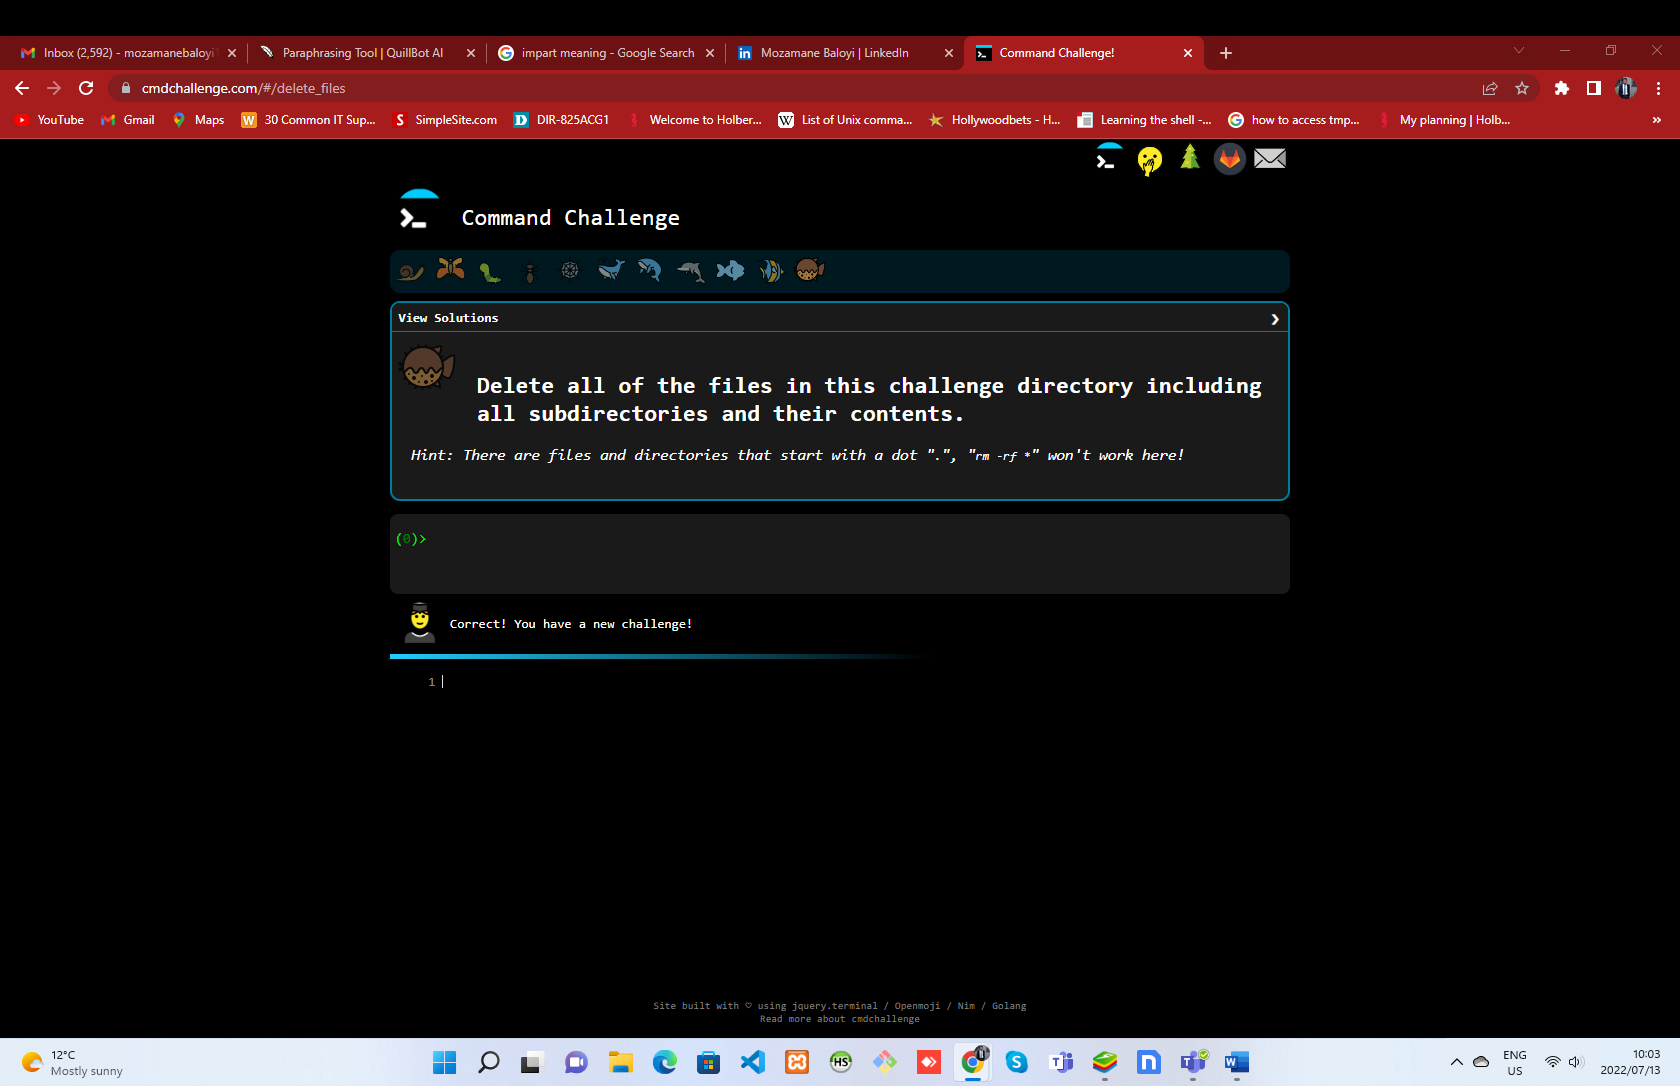 Inbox (2,592) - mozamanebaloyi1
Paraphrasing Tool | QuillBot AI
impart meaning - Google Search
Mozamane Baloyi | LinkedIn
Command Challenge!
cmdchallenge.com/#/delete_files
YouTube
Gmail
Maps
30 Common IT Sup...
SimpleSite.com
DIR-825ACG1
Welcome to Holber...
List of Unix comma...
Hollywoodbets - H...
Learning the shell -...
how to access tmp...
My planning | Holb...
»
Command Challenge
View Solutions
Delete all of the files in this challenge directory including
all subdirectories and their contents.
Hint: There are files and directories that start with a dot ".", "rm -rf *" won't work here!
(0)>
Correct! You have a new challenge!
1
Site built with ♡ using jquery.terminal / Openmoji / Nim / Golang
Read more about cmdchallenge
12°C
Mostly sunny
ENG
US
10:03
2022/07/13